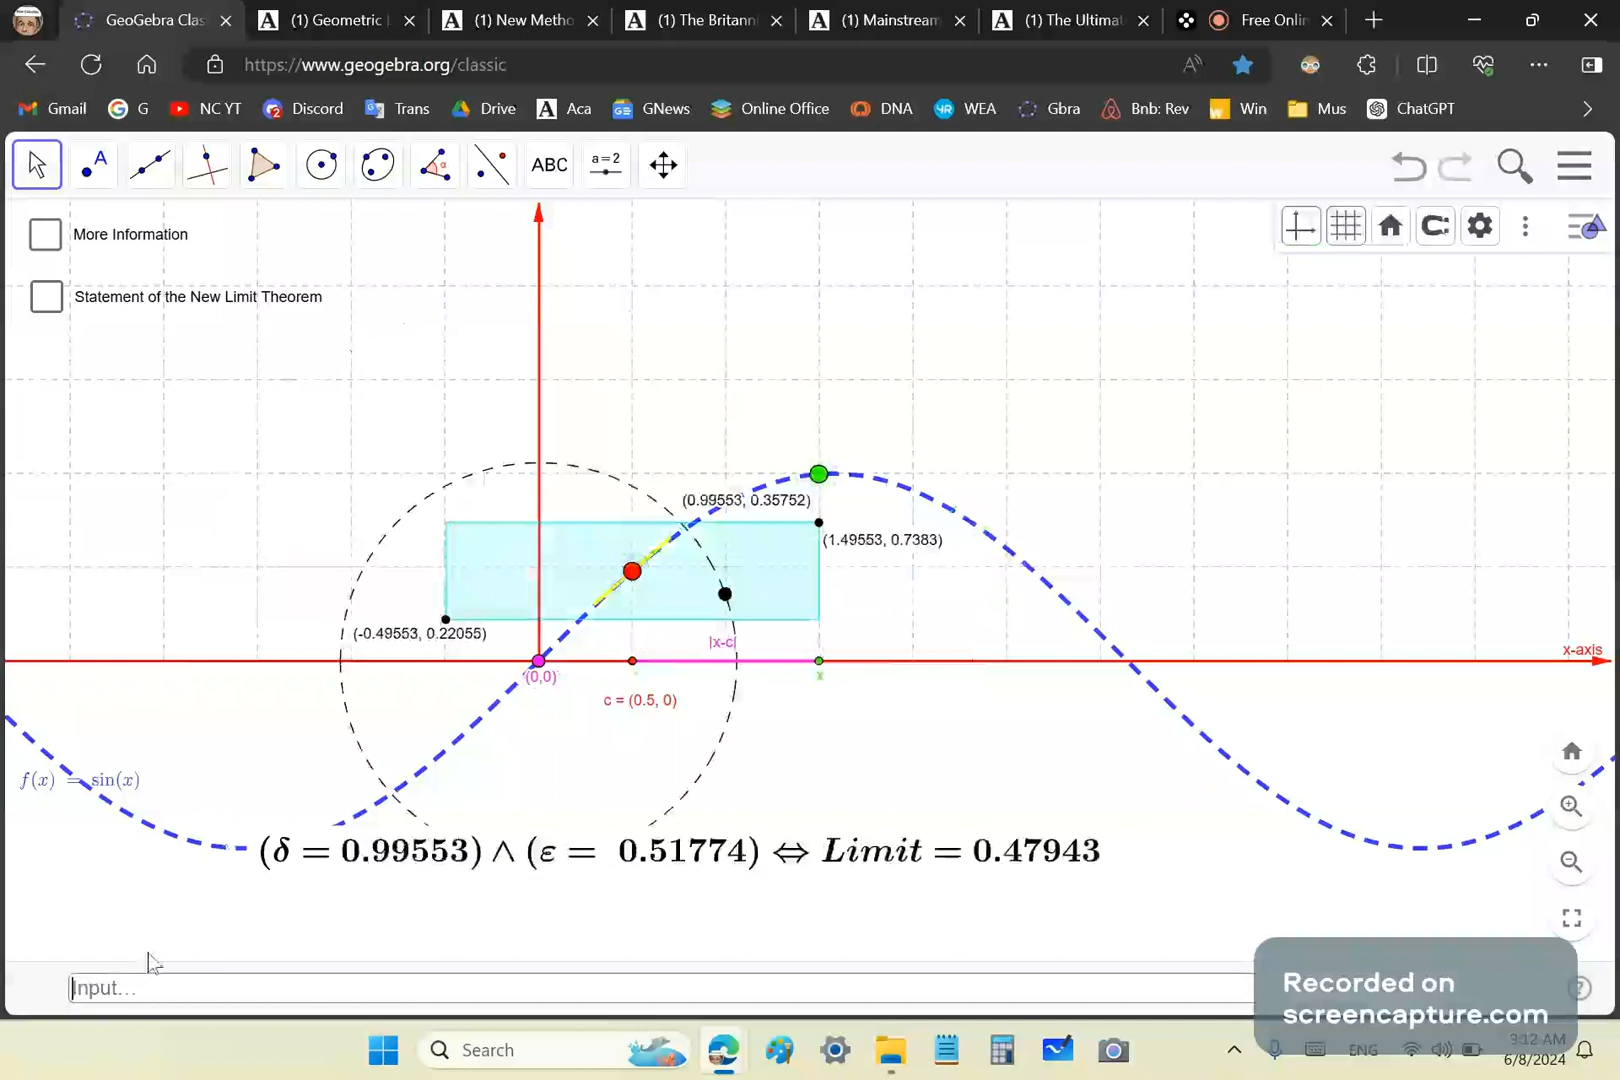 GeoGebra Clas
(1) Geometric
(1) New Metho
(1) The Britann
(1) Mainstream
(1) The Ultimat
Free Onlin
https://www.geogebra.org/classic
Gmail
G
NC YT
Discord
Trans
Drive
Aca
GNews
Online Office
DNA
WEA
Gbra
Bnb: Rev
Win
Mus
ChatGPT
A
ABC
a=2
More Information
Statement of the New Limit Theorem
(0.99553, 0.35752)
(1.49553, 0.7383)
(-0.49553, 0.22055)
|x-c|
x-axis
(0,0)
x
c = (0.5, 0)
f(x) = sin(x)
(δ = 0.99553) ∧ (ε = 0.51774) ⇔ Limit = 0.47943
Input...
Recorded on
screencapture.com
Search
ENG
3:12 AM
6/8/2024